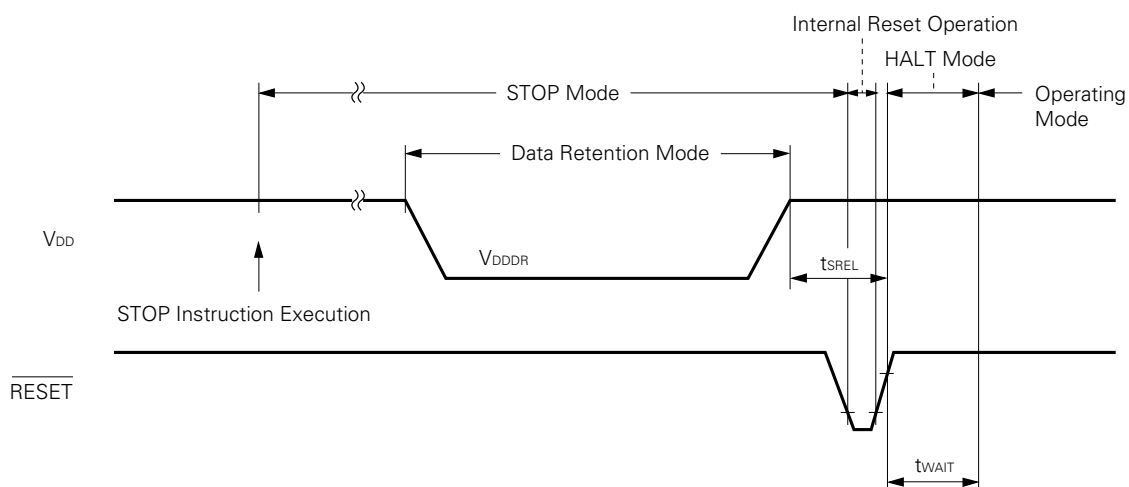 Internal Reset Operation
HALT Mode
STOP Mode
Operating
Mode
Data Retention Mode
VDD
VDDDR
tSREL
STOP Instruction Execution
RESET
tWAIT